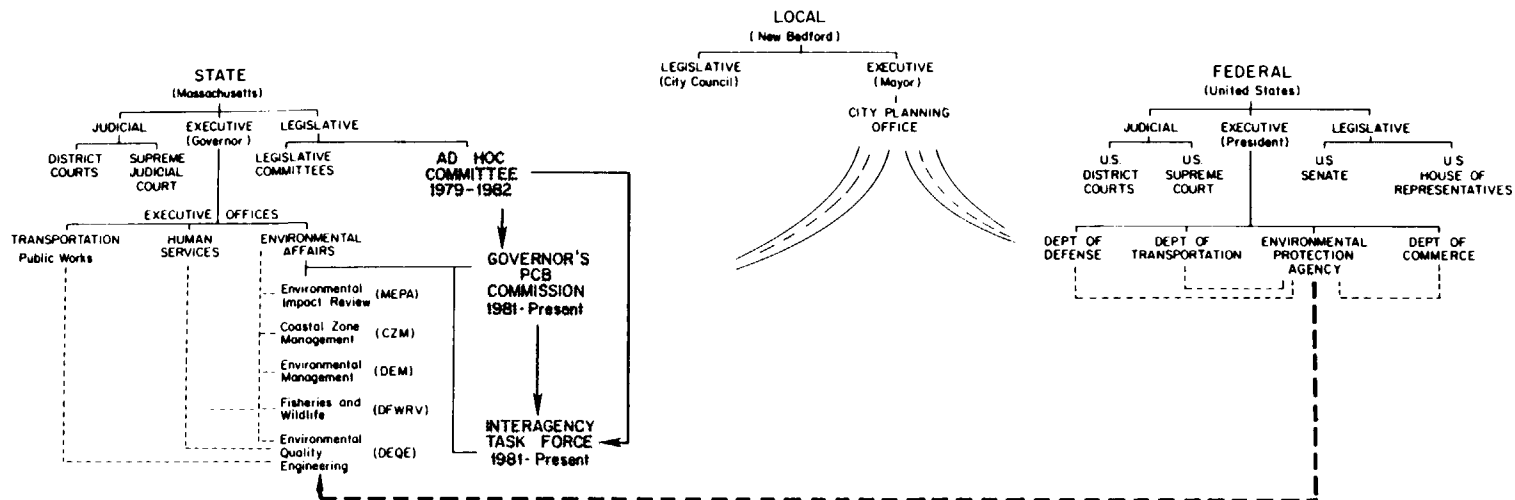 LOCAL
(New Bedford)
LEGISLATIVE
(City Council)
EXECUTIVE
(Mayor)
CITY PLANNING
OFFICE
STATE
(Massachusetts)
JUDICIAL
EXECUTIVE
(Governor)
LEGISLATIVE
DISTRICT
COURTS
SUPREME
JUDICIAL
COURT
LEGISLATIVE
COMMITTEES
AD HOC
COMMITTEE
1979-1982
EXECUTIVE OFFICES
TRANSPORTATION
Public Works
HUMAN
SERVICES
ENVIRONMENTAL
AFFAIRS
Environmental
Impact Review (MEPA)
Coastal Zone
Management (CZM)
Environmental
Management (DEM)
Fisheries and
Wildlife (DFWRV)
Environmental
Quality (DEQE)
Engineering
GOVERNOR'S
PCB
COMMISSION
1981-Present
INTERAGENCY
TASK FORCE
1981-Present
FEDERAL
(United States)
JUDICIAL
EXECUTIVE
(President)
LEGISLATIVE
U.S.
DISTRICT
COURTS
U.S.
SUPREME
COURT
U S
SENATE
U S
HOUSE OF
REPRESENTATIVES
DEPT OF
DEFENSE
DEPT OF
TRANSPORTATION
ENVIRONMENTAL
PROTECTION
AGENCY
DEPT OF
COMMERCE